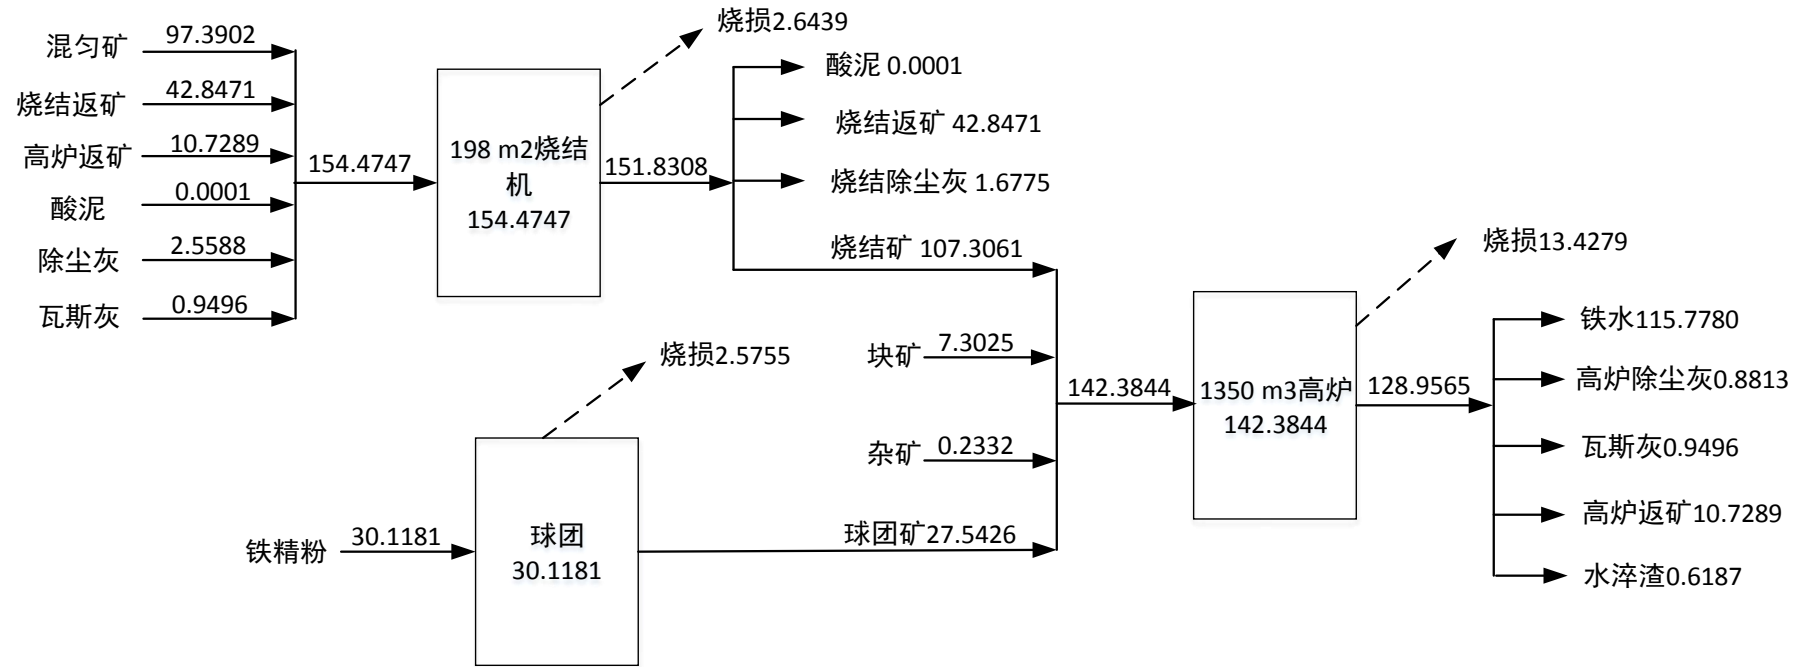 混匀矿 97.3902
烧结返矿 42.8471
高炉返矿 10.7289
酸泥 0.0001
除尘灰 2.5588
瓦斯灰 0.9496
154.4747
198 m2烧结
机
154.4747
烧损2.6439
151.8308
酸泥 0.0001
烧结返矿 42.8471
烧结除尘灰 1.6775
烧结矿 107.3061
铁精粉 30.1181
球团
30.1181
烧损2.5755
块矿 7.3025
杂矿 0.2332
球团矿27.5426
142.3844
1350 m3高炉
142.3844
烧损13.4279
128.9565
铁水115.7780
高炉除尘灰0.8813
瓦斯灰0.9496
高炉返矿10.7289
水淬渣0.6187